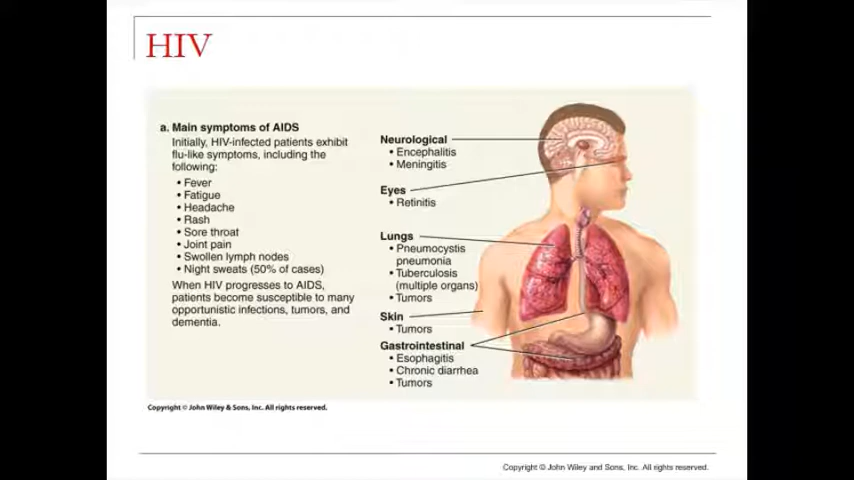 HIV
a. Main symptoms of AIDS
Initially, HIV-infected patients exhibit
flu-like symptoms, including the
following:
• Fever
• Fatigue
• Headache
• Rash
• Sore throat
• Joint pain
• Swollen lymph nodes
• Night sweats (50% of cases)
When HIV progresses to AIDS,
patients become susceptible to many
opportunistic infections, tumors, and
dementia.
Neurological
• Encephalitis
• Meningitis
Eyes
• Retinitis
Lungs
• Pneumocystis
pneumonia
• Tuberculosis
(multiple organs)
• Tumors
Skin
• Tumors
Gastrointestinal
• Esophagitis
• Chronic diarrhea
• Tumors
Copyright © John Wiley & Sons, Inc. All rights reserved.
Copyright © John Wiley and Sons, Inc. All rights reserved.